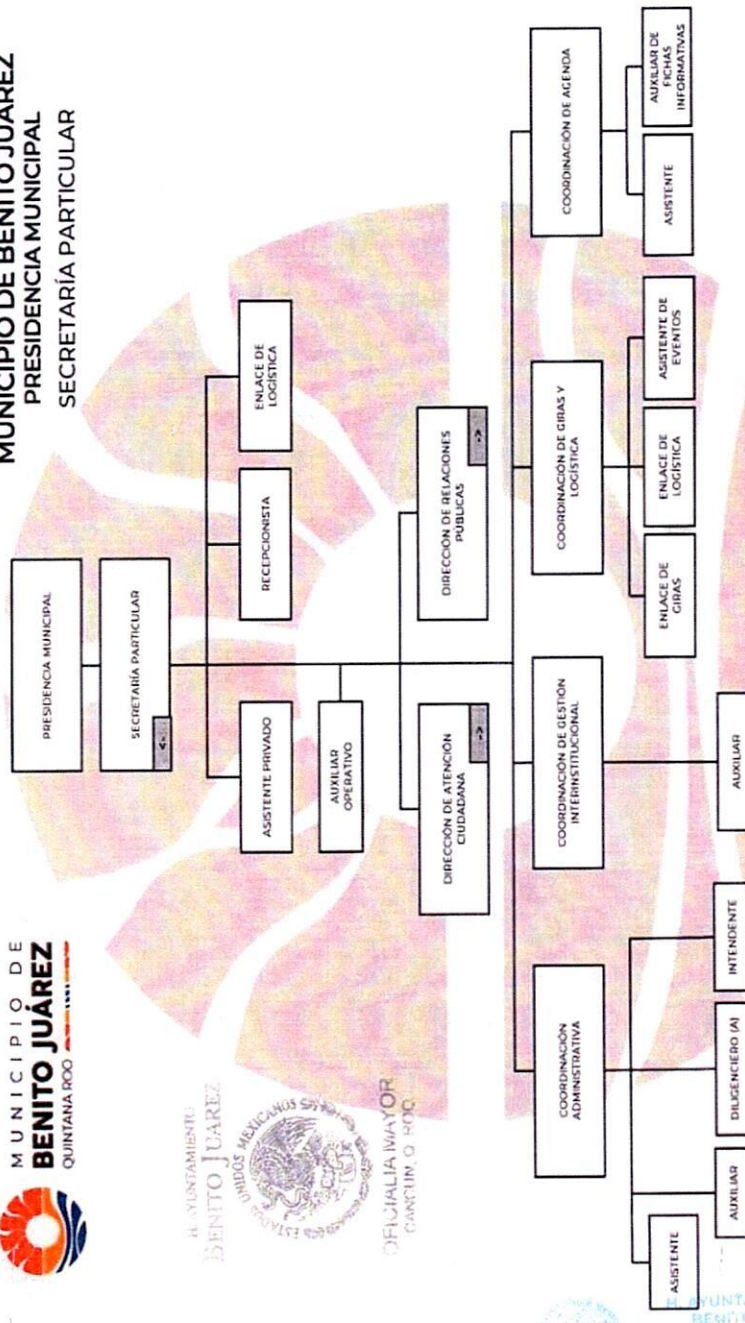 MUNICIPIO DE
BENITO JUÁREZ
QUINTANA ROO
MUNICIPIO DE BENITO JUÁREZ
PRESIDENCIA MUNICIPAL
SECRETARÍA PARTICULAR
H. AYUNTAMIENTO
BENITO JUAREZ
ESTADOS UNIDOS MEXICANOS
OFICIALIA MAYOR
CANCUN, Q. ROO
PRESIDENCIA MUNICIPAL
SECRETARÍA PARTICULAR
<-
ASISTENTE PRIVADO
RECEPCIONISTA
ENLACE DE
LOGÍSTICA
AUXILIAR
OPERATIVO
DIRECCIÓN DE ATENCIÓN
CIUDADANA
->
DIRECCIÓN DE RELACIONES
PÚBLICAS
->
COORDINACIÓN
ADMINISTRATIVA
COORDINACIÓN DE GESTIÓN
INTERINSTITUCIONAL
COORDINACIÓN DE GIRAS Y
LOGÍSTICA
COORDINACIÓN DE AGENDA
ASISTENTE
AUXILIAR
DILIGENCIERO (A)
INTENDENTE
AUXILIAR
ENLACE DE
GIRAS
ENLACE DE
LOGÍSTICA
ASISTENTE DE
EVENTOS
ASISTENTE
AUXILIAR DE
FICHAS
INFORMATIVAS